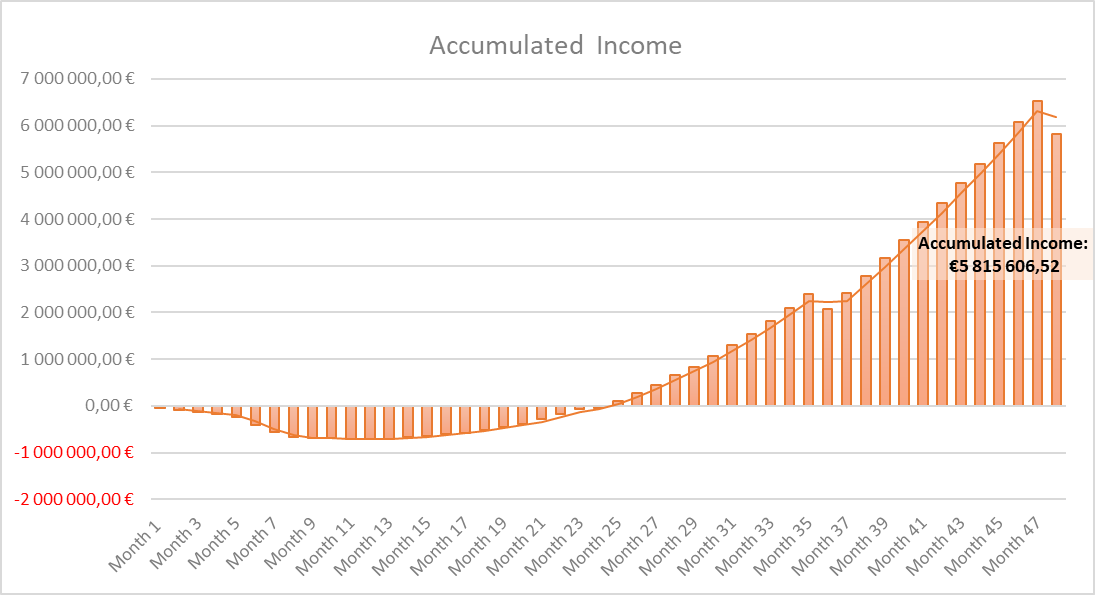 Accumulated Income
7 000 000,00 €
6 000 000,00 €
5 000 000,00 €
4 000 000,00 €
3 000 000,00 €
2 000 000,00 €
1 000 000,00 €
0,00 €
-1 000 000,00 €
-2 000 000,00 €
Accumulated Income:
€5 815 606,52
Month 1
Month 3
Month 5
Month 7
Month 9
Month 11
Month 13
Month 15
Month 17
Month 19
Month 21
Month 23
Month 25
Month 27
Month 29
Month 31
Month 33
Month 35
Month 37
Month 39
Month 41
Month 43
Month 45
Month 47